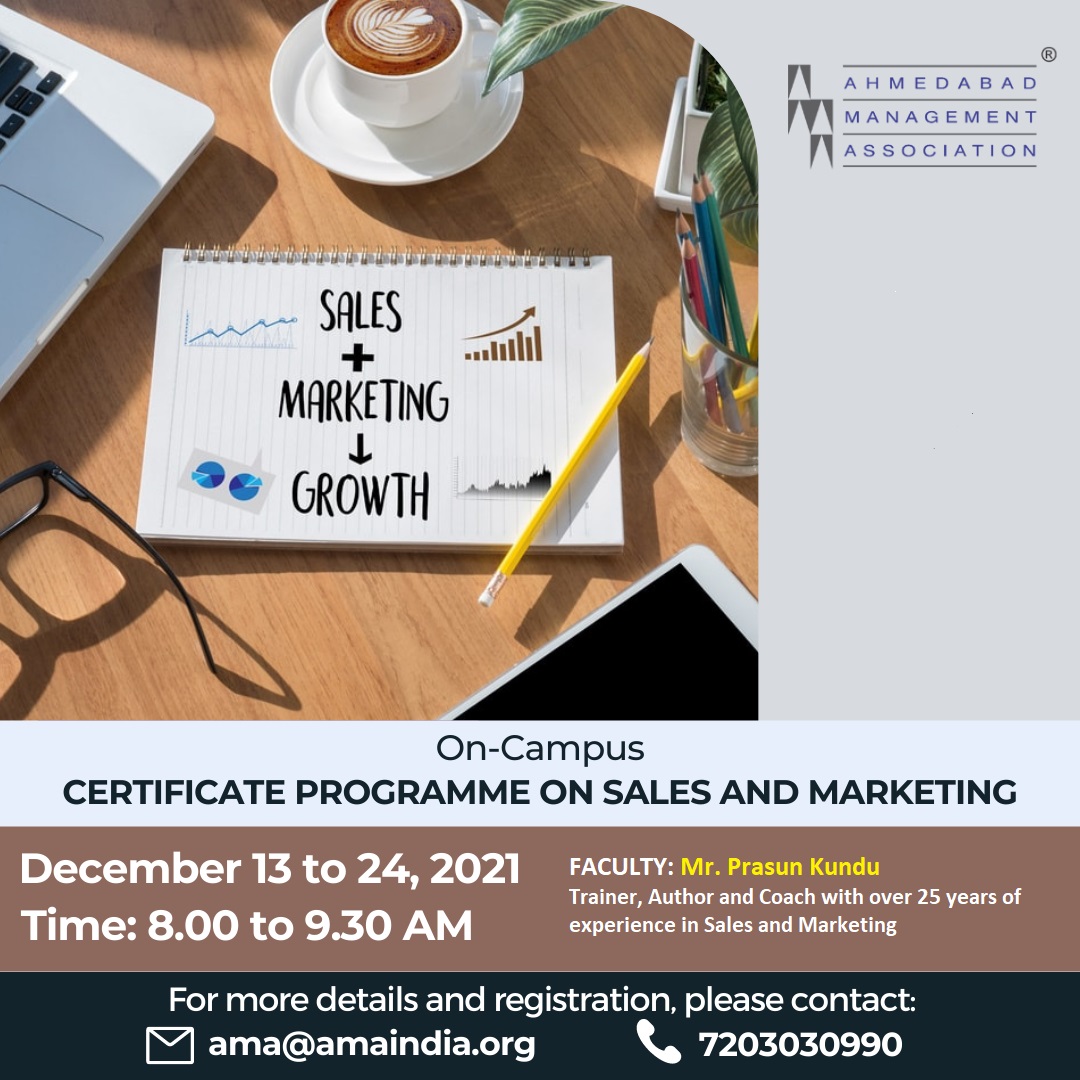 ®
AHMEDABAD
MANAGEMENT
ASSOCIATION
SALES
+
MARKETING
↓
GROWTH
On-Campus
CERTIFICATE PROGRAMME ON SALES AND MARKETING
December 13 to 24, 2021
Time: 8.00 to 9.30 AM
FACULTY: Mr. Prasun Kundu
Trainer, Author and Coach with over 25 years of
experience in Sales and Marketing
For more details and registration, please contact:
ama@amaindia.org
7203030990